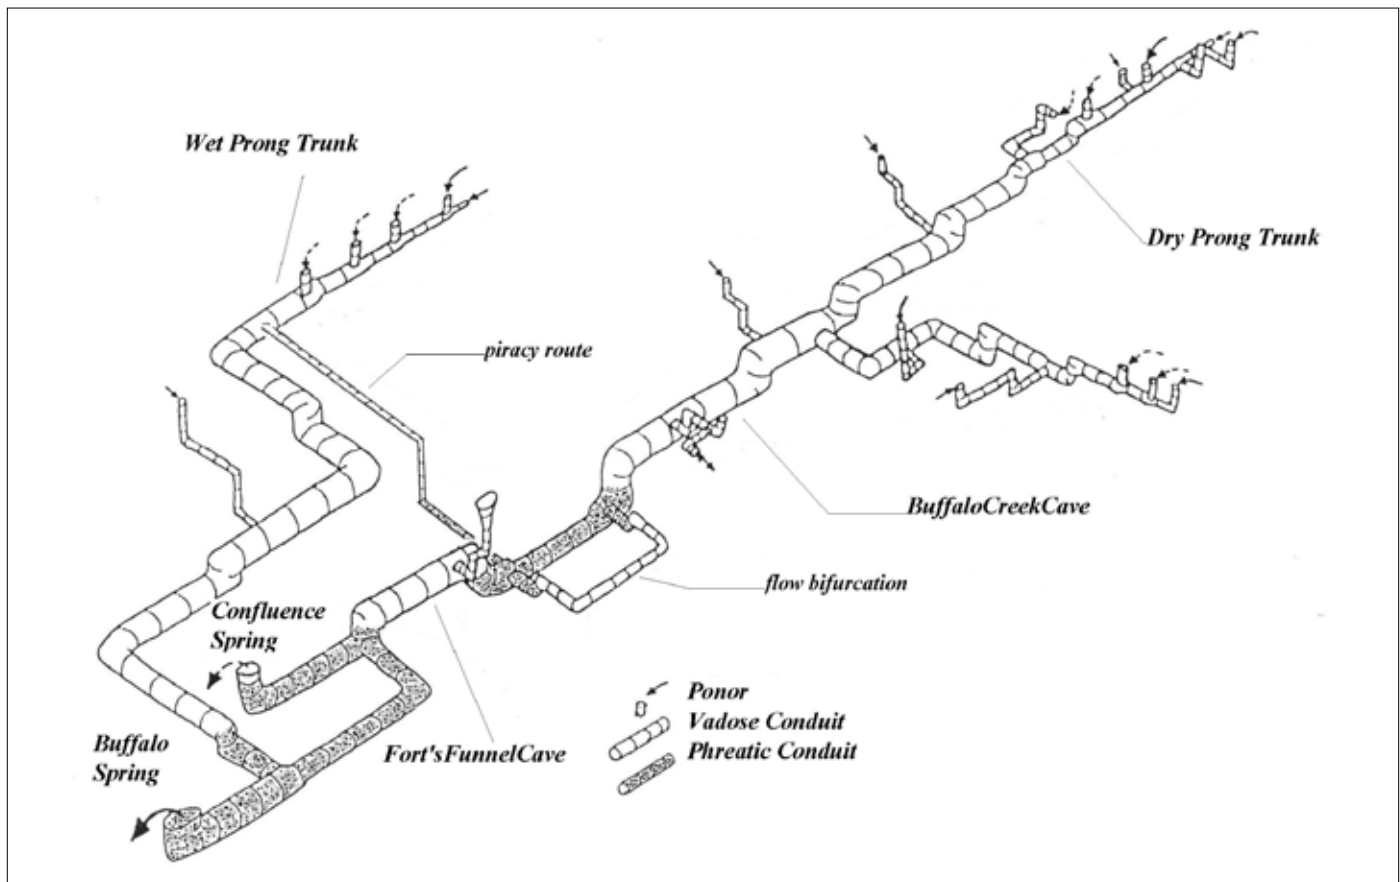 Wet Prong Trunk
Dry Prong Trunk
piracy route
BuffaloCreekCave
flow bifurcation
Confluence
Spring
Ponor
Vadose Conduit
Phreatic Conduit
Buffalo
Spring
Fort'sFunnelCave